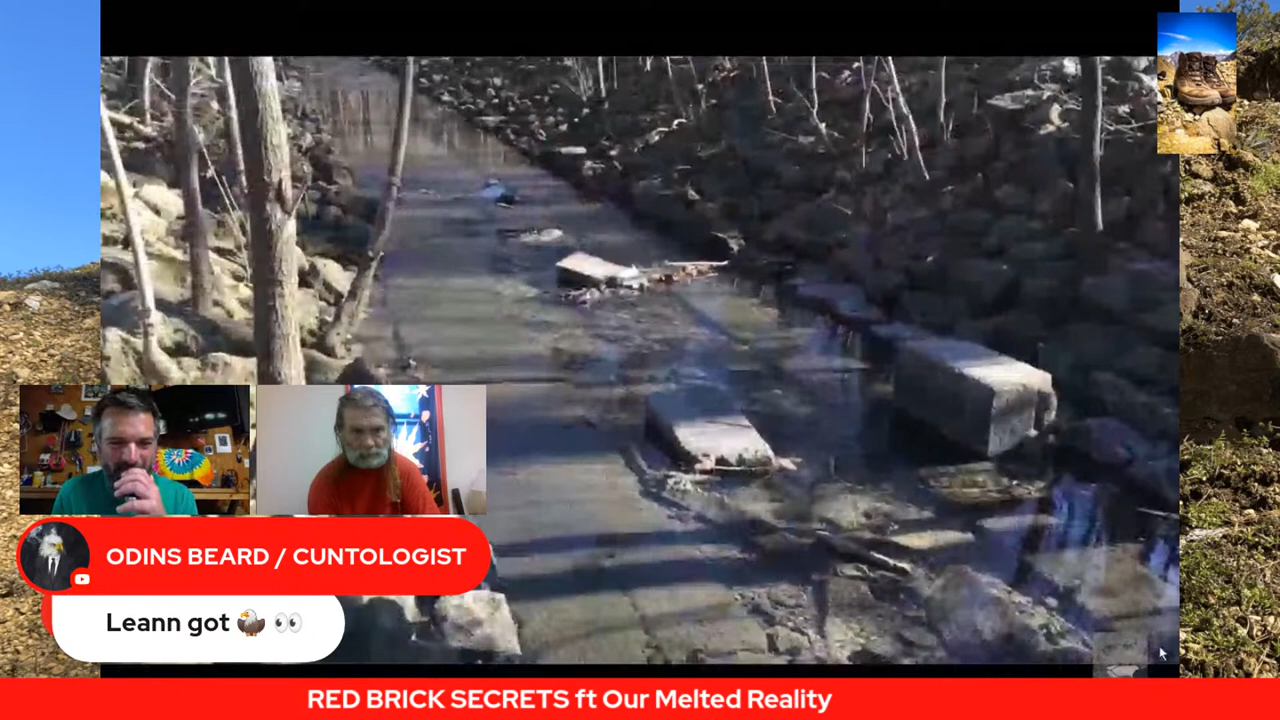 ODINS BEARD / CUNTOLOGIST
Leann got 🦅 👀
RED BRICK SECRETS ft Our Melted Reality